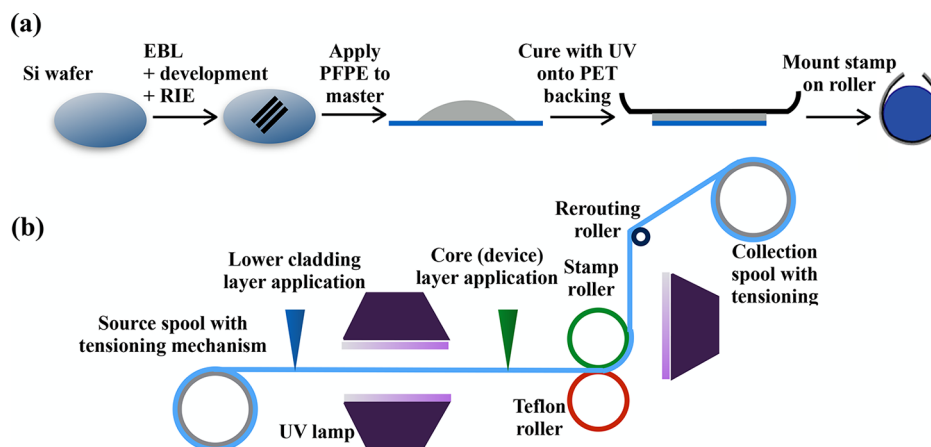 (a)
Si wafer
EBL
+ development
+ RIE
Apply
PFPE to
master
Cure with UV
onto PET
backing
Mount stamp
on roller
(b)
Source spool with
tensioning mechanism
Lower cladding
layer application
UV lamp
Core (device)
layer application
Stamp
roller
Teflon
roller
Rerouting
roller
Collection
spool with
tensioning